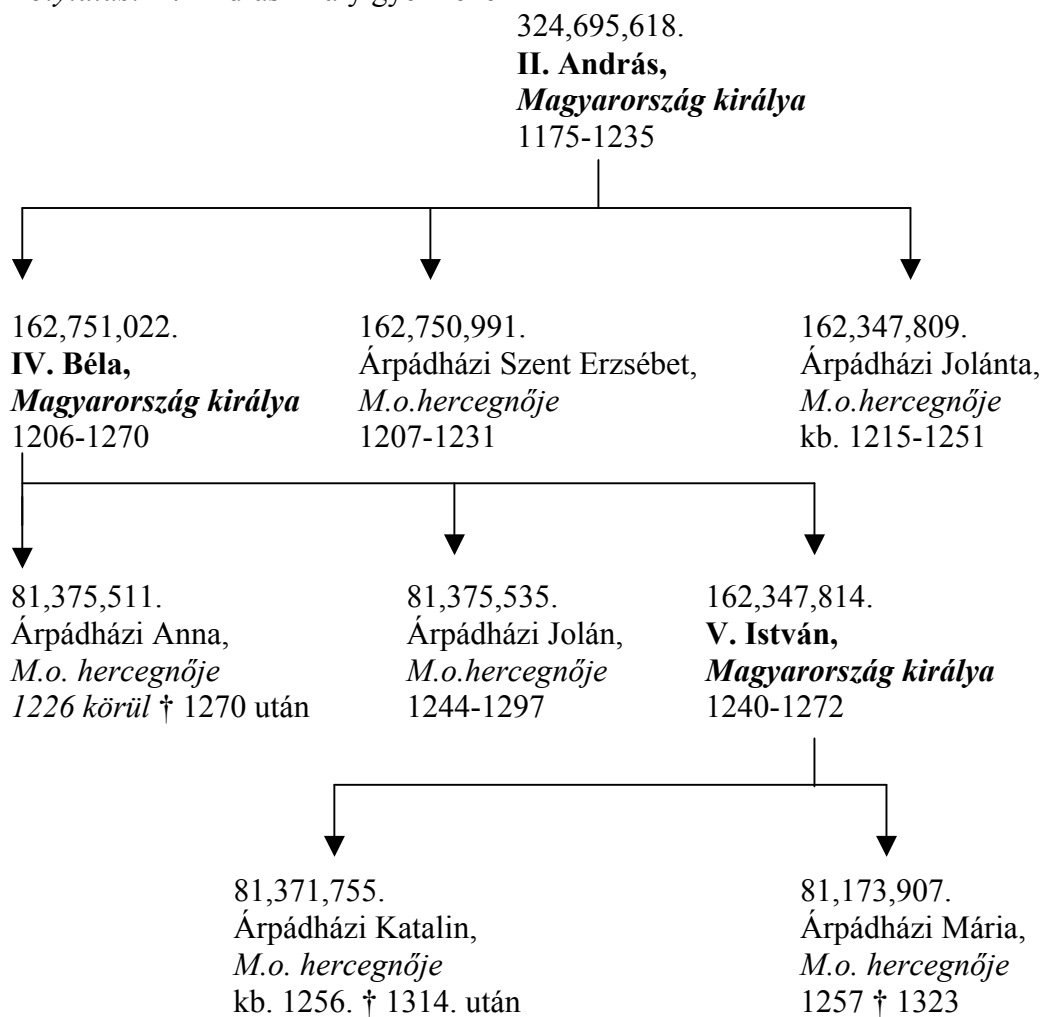 324,695,618.
II. András,
Magyarország királya
1175-1235
162,751,022.
IV. Béla,
Magyarország királya
1206-1270
162,750,991.
Árpádházi Szent Erzsébet,
M.o.hercegnője
1207-1231
162,347,809.
Árpádházi Jolánta,
M.o.hercegnője
kb. 1215-1251
81,375,511.
Árpádházi Anna,
M.o. hercegnője
1226 körül † 1270 után
81,375,535.
Árpádházi Jolán,
M.o.hercegnője
1244-1297
162,347,814.
V. István,
Magyarország királya
1240-1272
81,371,755.
Árpádházi Katalin,
M.o. hercegnője
kb. 1256. † 1314. után
81,173,907.
Árpádházi Mária,
M.o. hercegnője
1257 † 1323